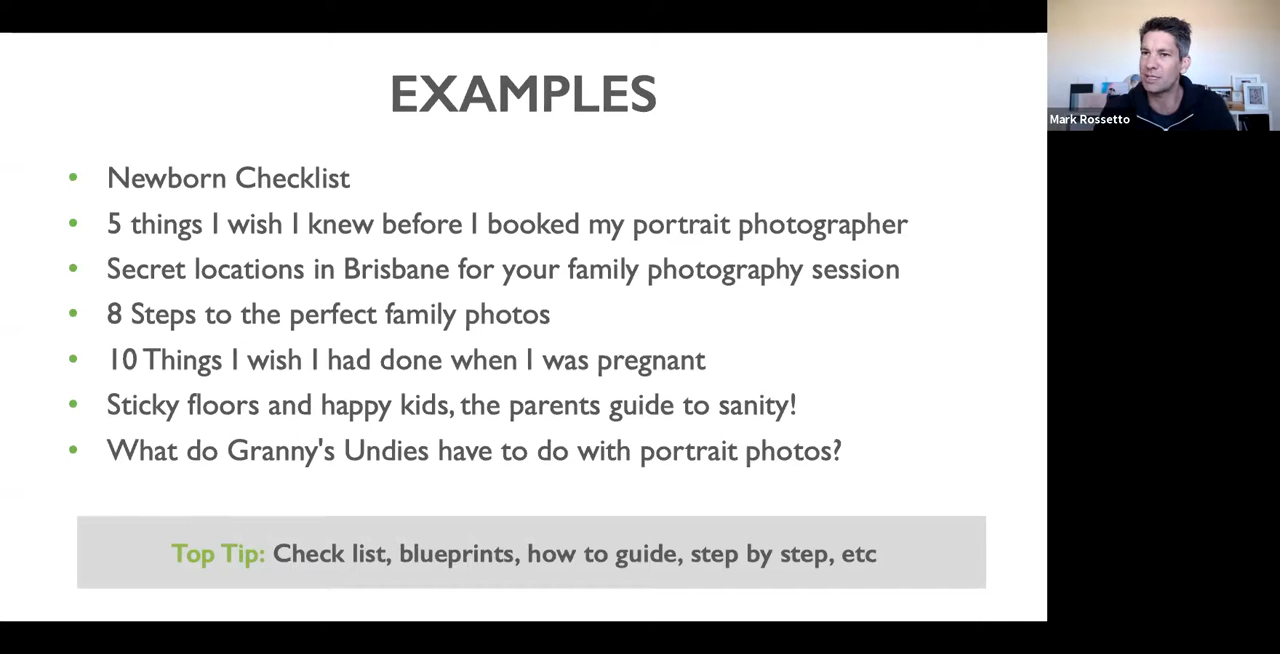 EXAMPLES
Mark Rossetto
• Newborn Checklist
• 5 things I wish I knew before I booked my portrait photographer
• Secret locations in Brisbane for your family photography session
• 8 Steps to the perfect family photos
• 10 Things I wish I had done when I was pregnant
• Sticky floors and happy kids, the parents guide to sanity!
• What do Granny's Undies have to do with portrait photos?
Top Tip: Check list, blueprints, how to guide, step by step, etc